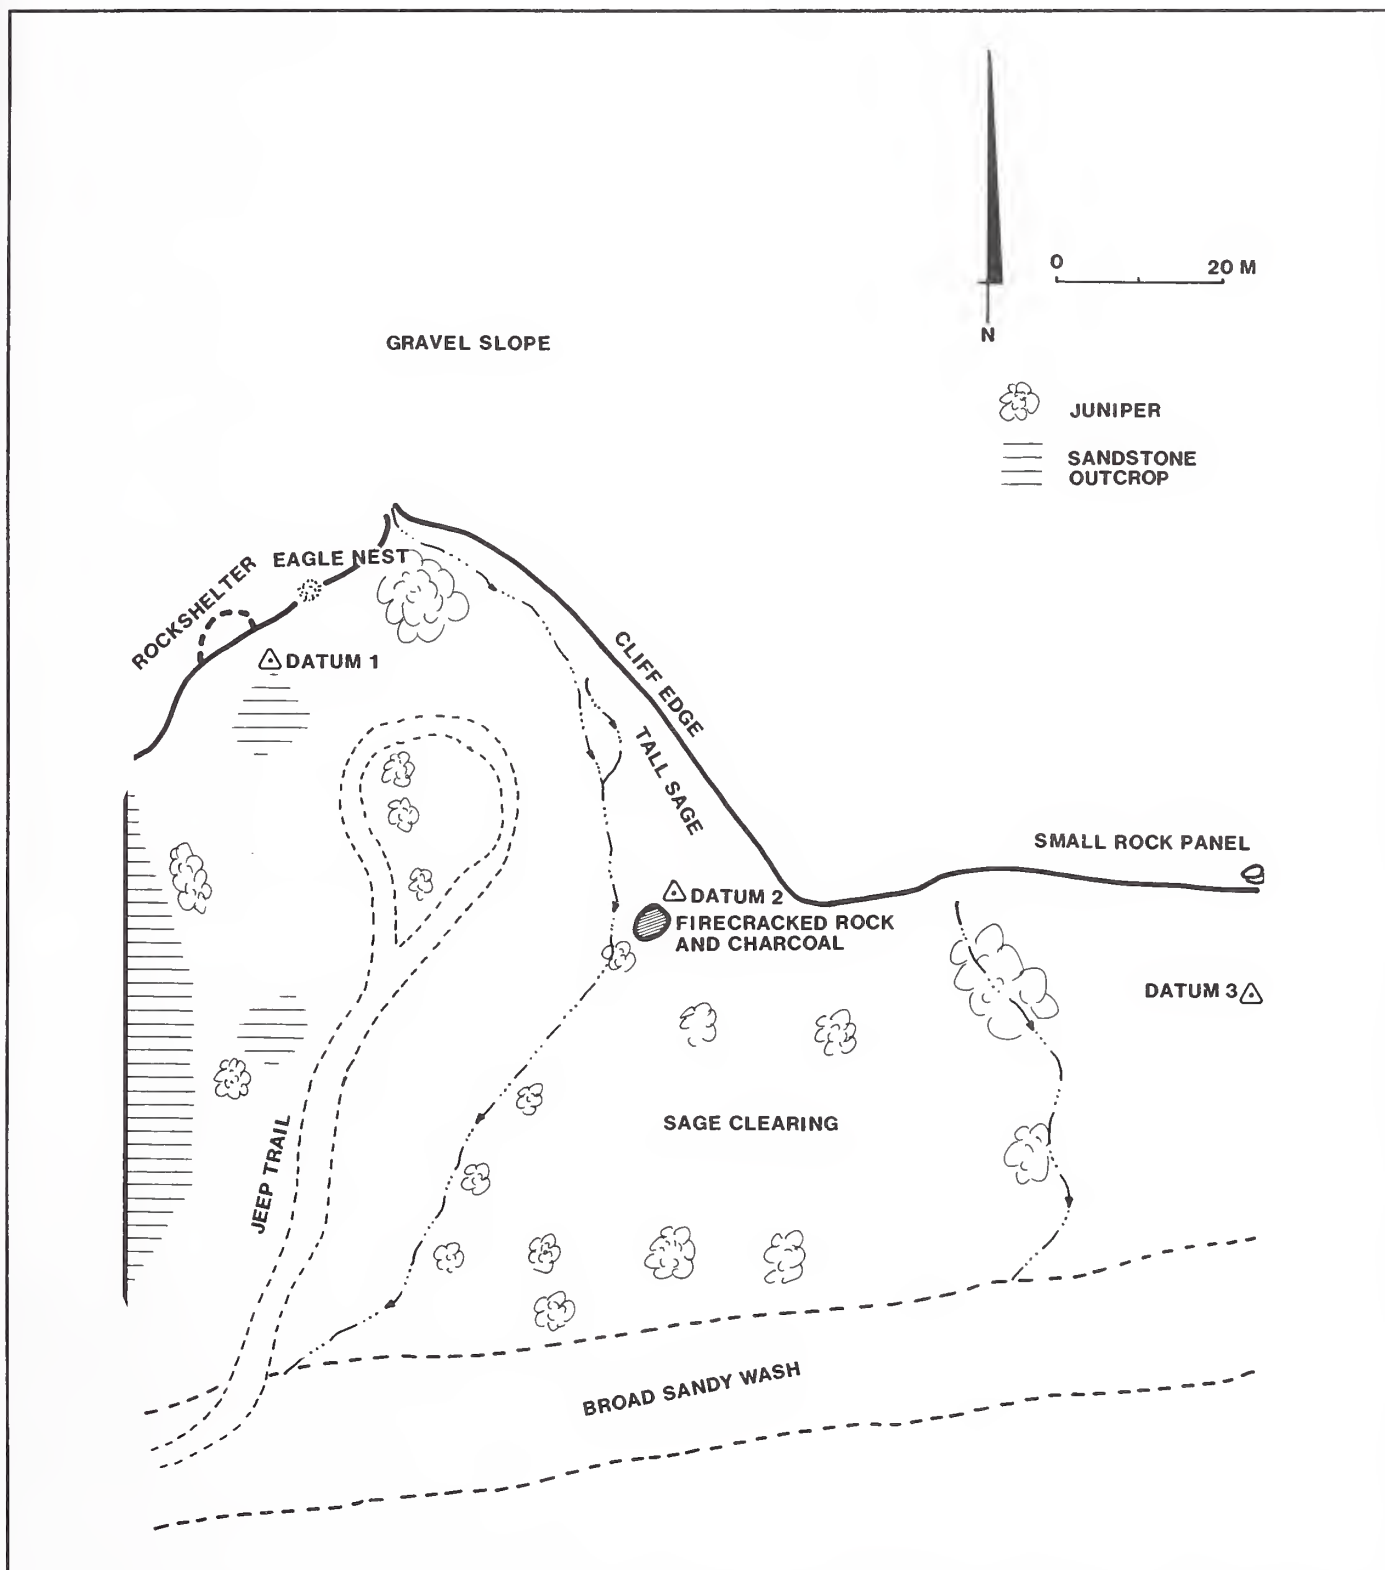 0
20 M
N
GRAVEL SLOPE
JUNIPER
SANDSTONE
OUTCROP
EAGLE NEST
ROCKSHELTER
DATUM 1
CLIFF EDGE
TALL SAGE
SMALL ROCK PANEL
DATUM 2
FIRECRACKED ROCK
AND CHARCOAL
DATUM 3
SAGE CLEARING
JEEP TRAIL
BROAD SANDY WASH